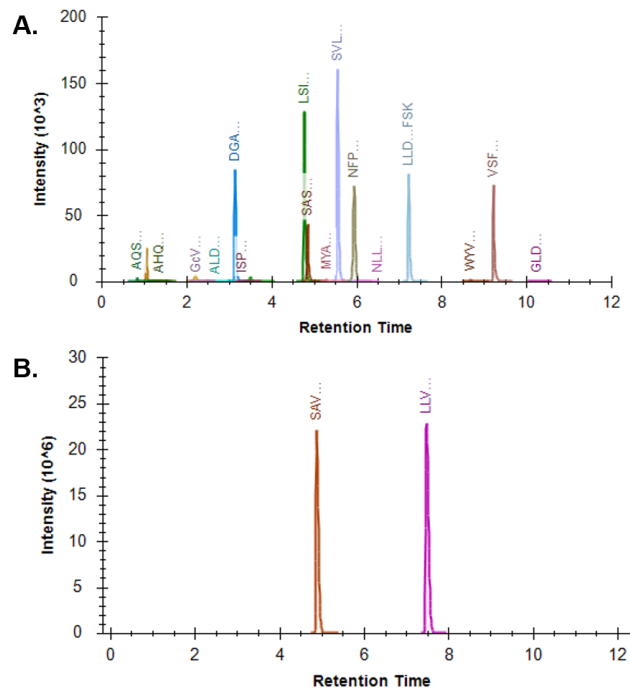 A.
200
150
100
50
0
Intensity (10^3)
AQS...
AHQ...
GcV...
ALD...
DGA...
ISP...
LSI...
SAS...
MYA...
SVL...
NFP...
NLL...
LLD...FSK
WYV...
VSF...
GLD...
0 2 4 6 8 10 12
Retention Time
B.
30
25
20
15
10
5
0
Intensity (10^6)
SAV...
LLV...
0 2 4 6 8 10 12
Retention Time